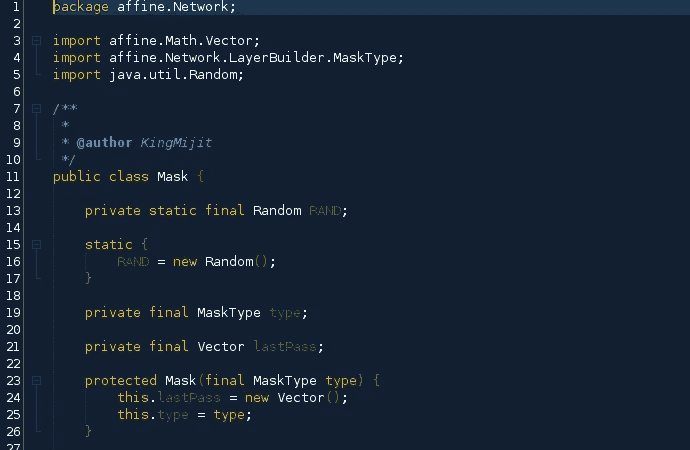 1 package affine.Network;
2
3 import affine.Math.Vector;
4 import affine.Network.LayerBuilder.MaskType;
5 import java.util.Random;
6
7 /**
8 *
9 * @author KingMijit
10 */
11 public class Mask {
12
13 private static final Random RAND;
14
15 static {
16 RAND = new Random();
17 }
18
19 private final MaskType type;
20
21 private final Vector lastPass;
22
23 protected Mask(final MaskType type) {
24 this.lastPass = new Vector();
25 this.type = type;
26 }
27